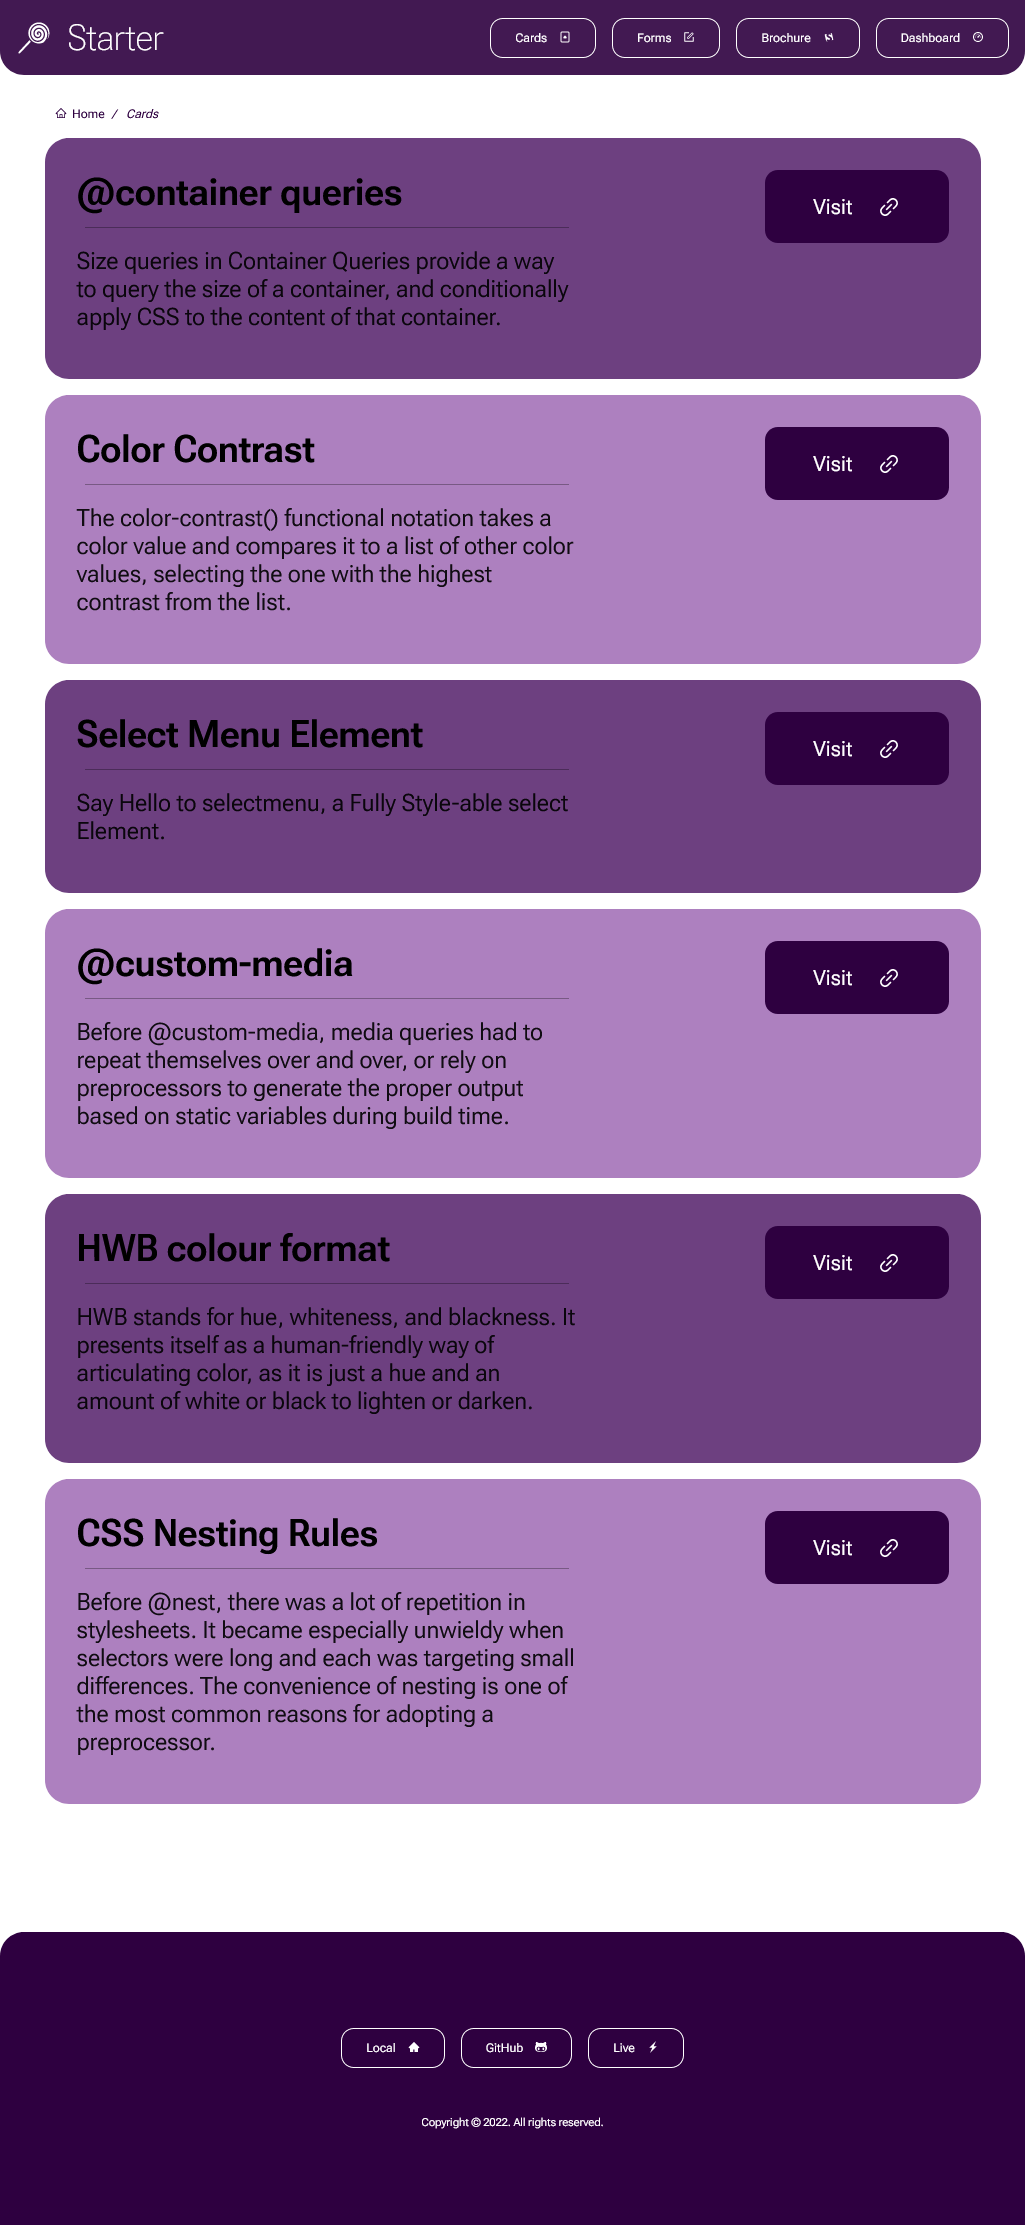 Starter
Cards
Forms
Brochure
Dashboard
Home / Cards
@container queries
Visit
Size queries in Container Queries provide a way
to query the size of a container, and conditionally
apply CSS to the content of that container.
Color Contrast
Visit
The color-contrast() functional notation takes a
color value and compares it to a list of other color
values, selecting the one with the highest
contrast from the list.
Select Menu Element
Visit
Say Hello to selectmenu, a Fully Style-able select
Element.
@custom-media
Visit
Before @custom-media, media queries had to
repeat themselves over and over, or rely on
preprocessors to generate the proper output
based on static variables during build time.
HWB colour format
Visit
HWB stands for hue, whiteness, and blackness. It
presents itself as a human-friendly way of
articulating color, as it is just a hue and an
amount of white or black to lighten or darken.
CSS Nesting Rules
Visit
Before @nest, there was a lot of repetition in
stylesheets. It became especially unwieldy when
selectors were long and each was targeting small
differences. The convenience of nesting is one of
the most common reasons for adopting a
preprocessor.
Local
GitHub
Live
Copyright © 2022. All rights reserved.